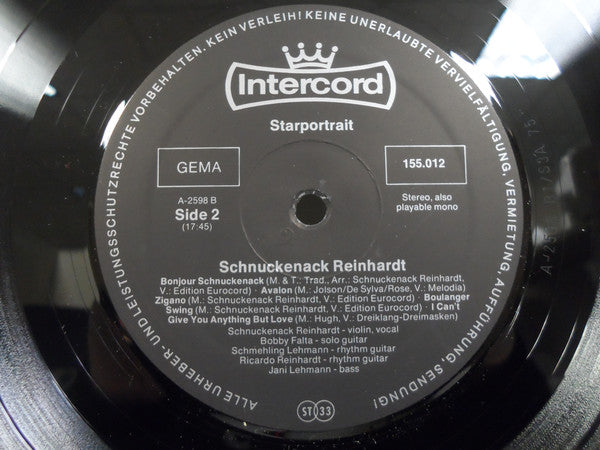 ALLE URHEBER- UND LEISTUNGSSCHUTZRECHTE VORBEHALTEN. KEIN VERLEIH! KEINE UNERLAUBTE VERVIELFÄLTIGUNG, VERMIETUNG, AUFFÜHRUNG, SENDUNG!
Intercord
Starportrait
GEMA
155.012
A-2598 B
Side 2
(17:45)
Stereo, also
playable mono
Schnuckenack Reinhardt
Bonjour Schnuckenack (M. & T.: Trad., Arr.: Schnuckenack Reinhardt,
V.: Edition Eurocord) · Avalon (M.: Jolson/De Sylva/Rose, V.: Melodia)
Zigano (M.: Schnuckenack Reinhardt, V.: Edition Eurocord) · Boulanger
Swing (M.: Schnuckenack Reinhardt, V.: Edition Eurocord) · I Can't
Give You Anything But Love (M.: Hugh, V.: Dreiklang-Dreimasken)
Schnuckenack Reinhardt - violin, vocal
Bobby Falta - solo guitar
Schmehling Lehmann - rhythm guitar
Ricardo Reinhardt - rhythm guitar
Jani Lehmann - bass
ST 33